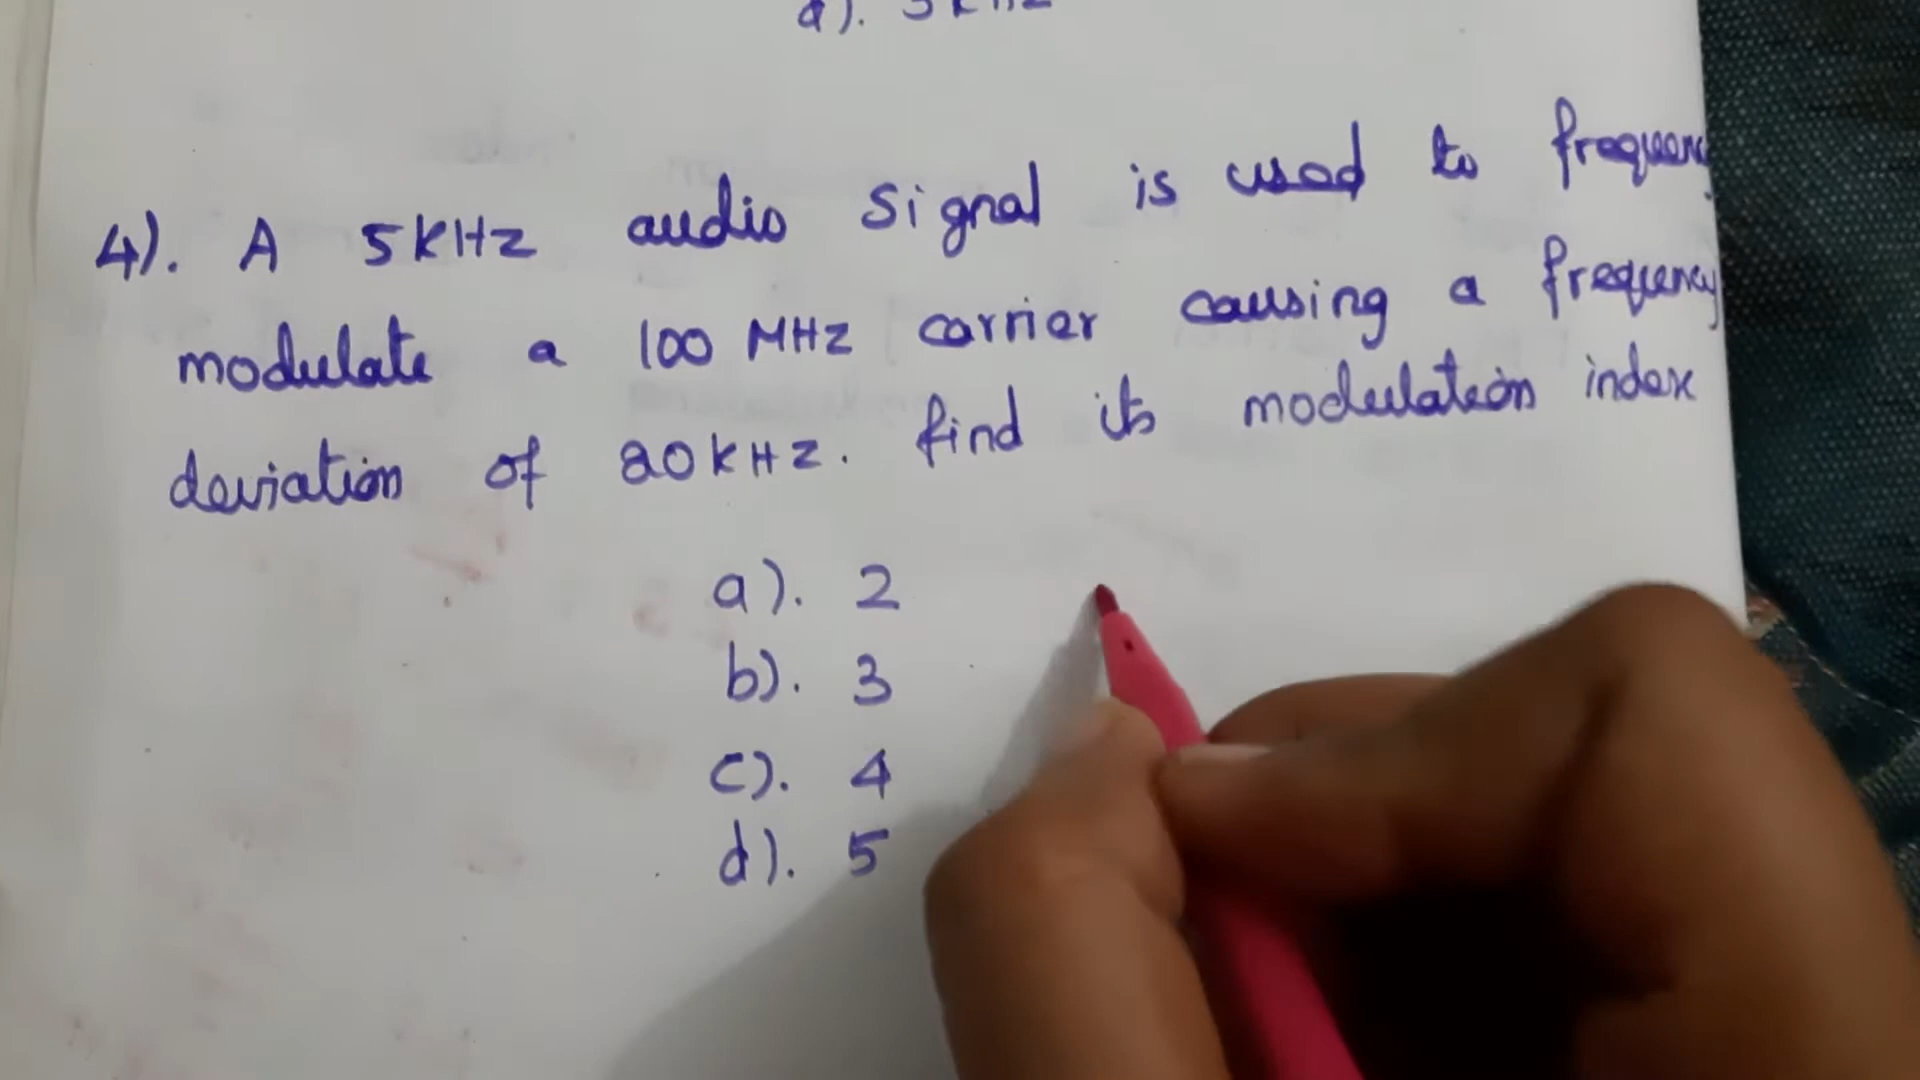 d). 5kHz
4). A 5kHz audio signal is used to frequency
modulate a 100 MHz carrier causing a frequency
deviation of 20kHz. find its modulation index
a). 2
b). 3
c). 4
d). 5